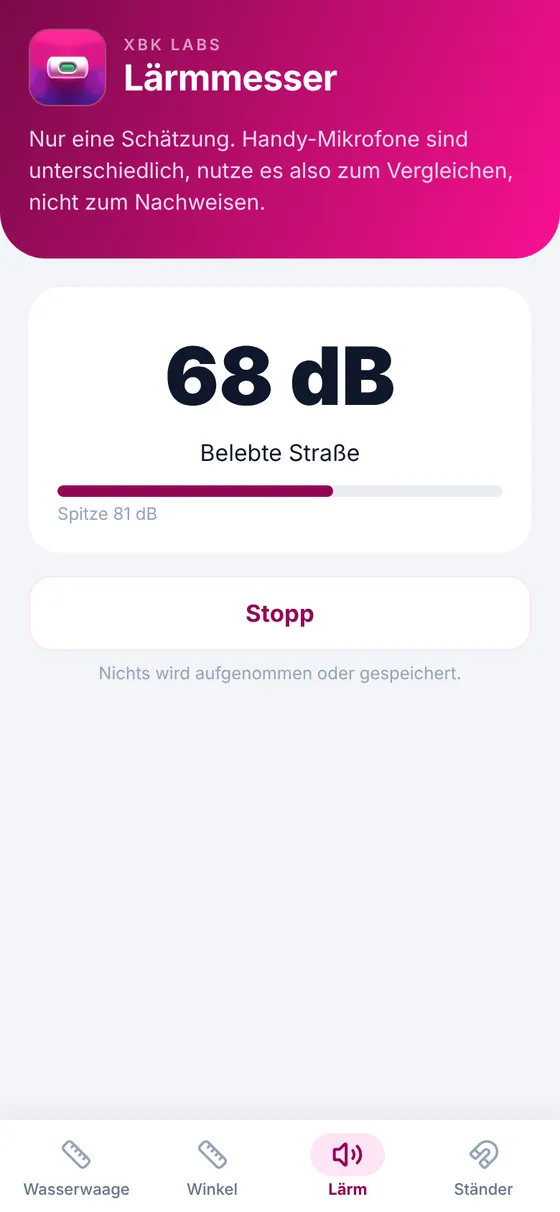 XBK LABS
Lärmmesser
Nur eine Schätzung. Handy-Mikrofone sind
unterschiedlich, nutze es also zum Vergleichen,
nicht zum Nachweisen.
68 dB
Belebte Straße
Spitze 81 dB
Stopp
Nichts wird aufgenommen oder gespeichert.
Wasserwaage
Winkel
Lärm
Ständer